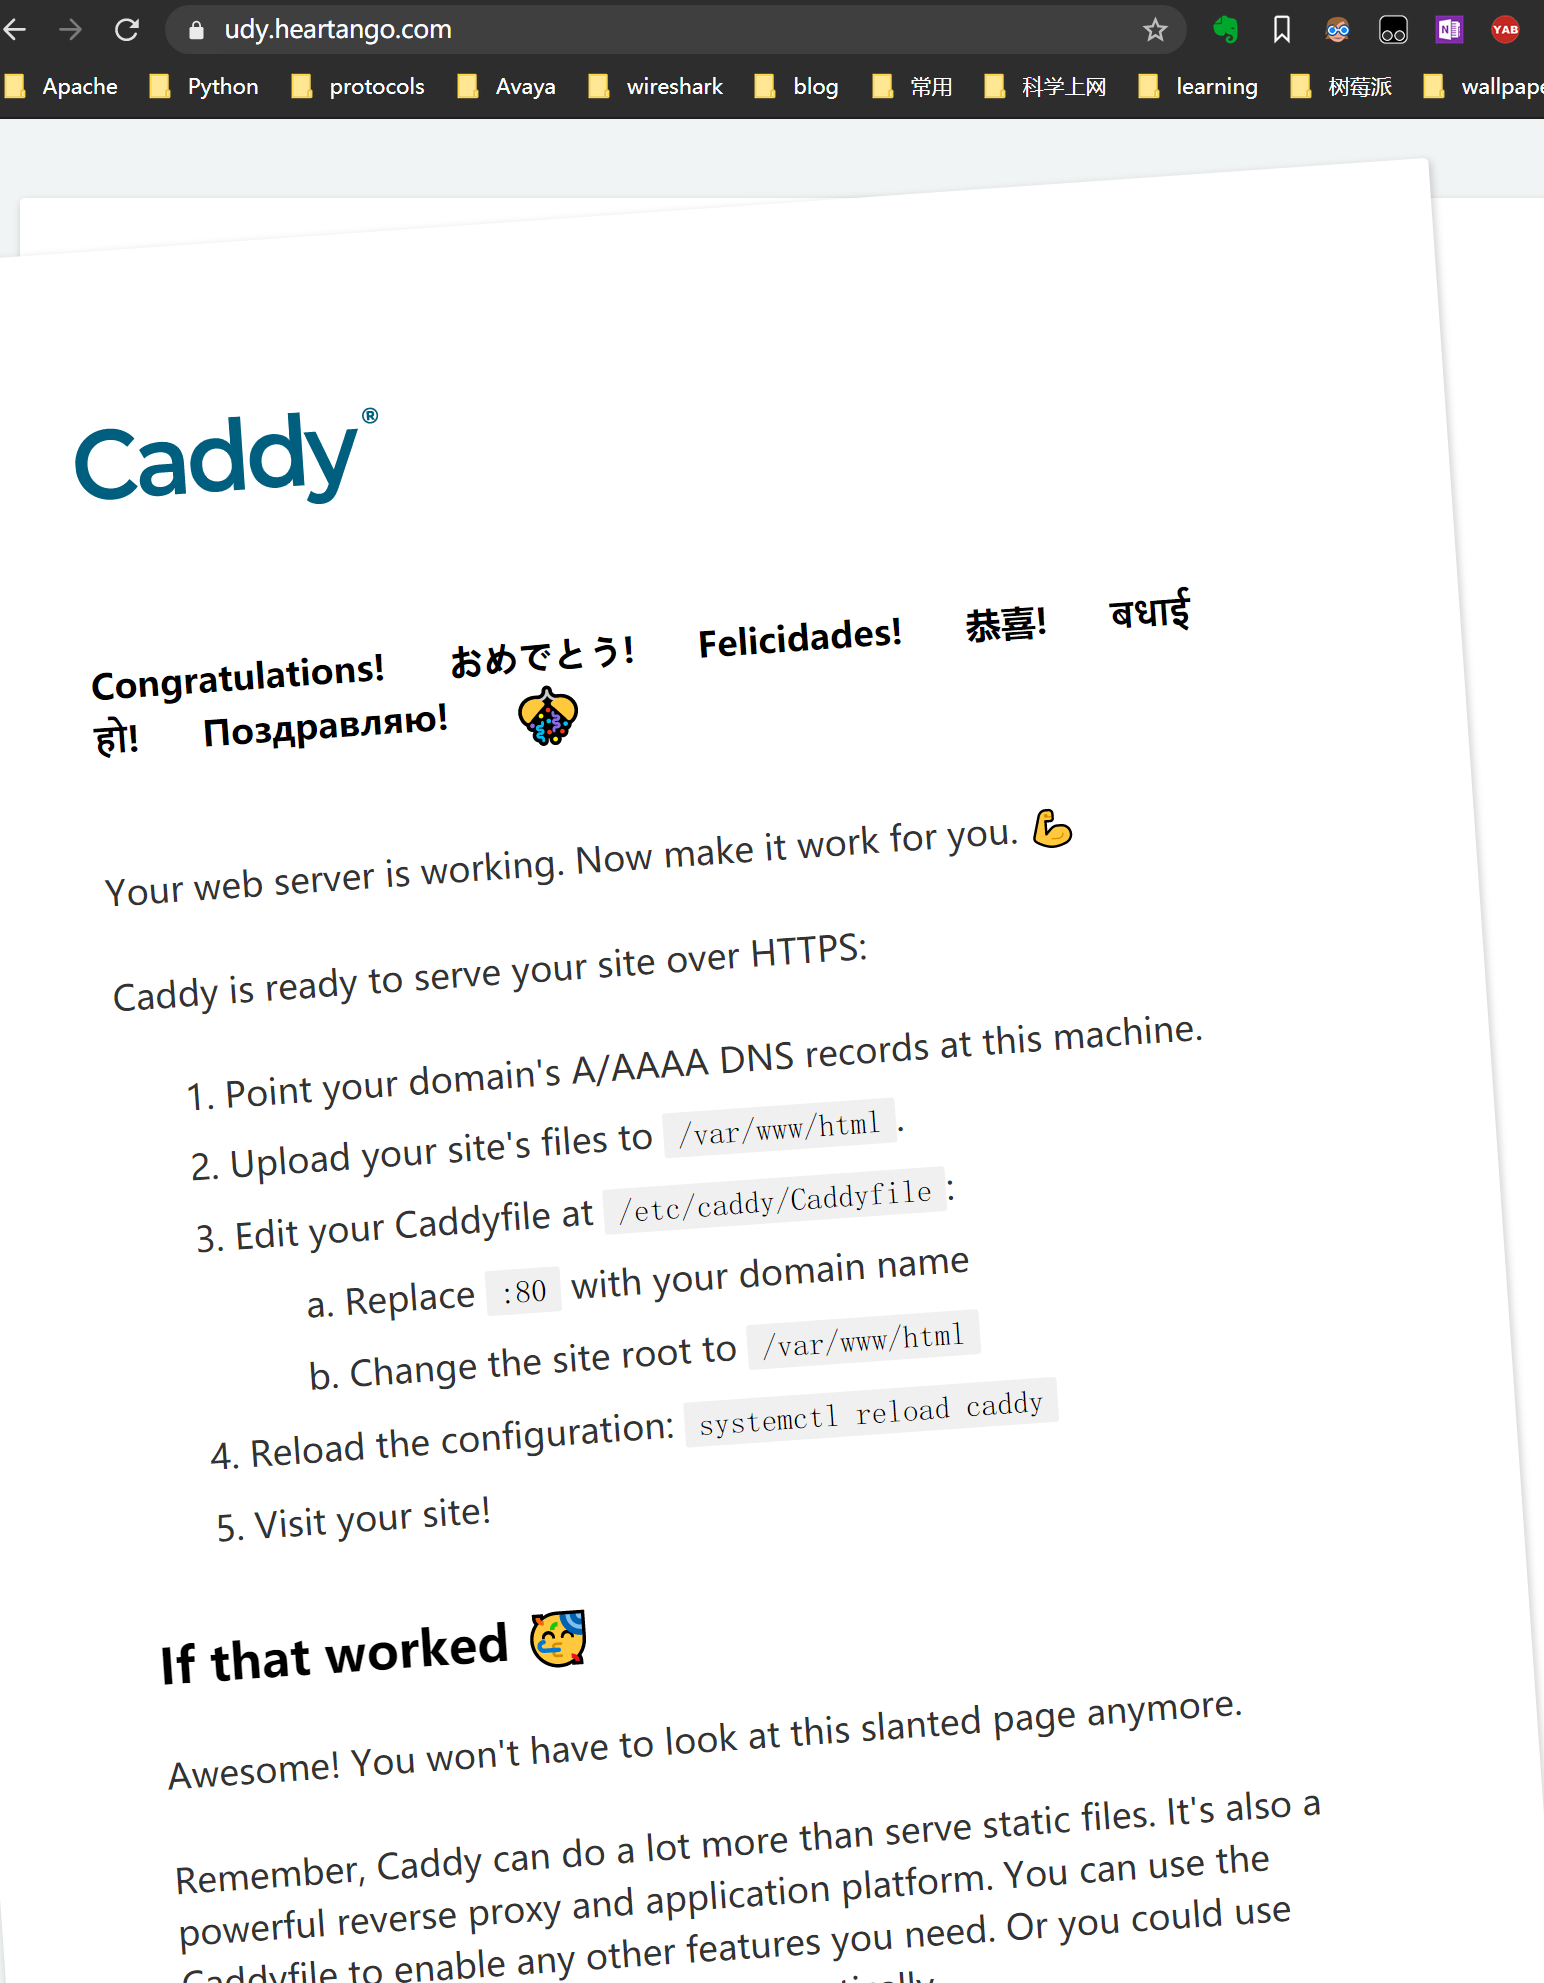 udy.heartango.com
YAB
Apache Python protocols Avaya wireshark blog 常用 科学上网 learning 树莓派 wallpape
Caddy®
Congratulations! おめでとう! Felicidades! 恭喜! बधाई
हो! Поздравляю!
Your web server is working. Now make it work for you. 💪
Caddy is ready to serve your site over HTTPS:
1. Point your domain's A/AAAA DNS records at this machine.
2. Upload your site's files to /var/www/html.
3. Edit your Caddyfile at /etc/caddy/Caddyfile:
a. Replace :80 with your domain name
b. Change the site root to /var/www/html
4. Reload the configuration: systemctl reload caddy
5. Visit your site!
If that worked 🥳
Awesome! You won't have to look at this slanted page anymore.
Remember, Caddy can do a lot more than serve static files. It's also a
powerful reverse proxy and application platform. You can use the
Caddyfile to enable any other features you need. Or you could use